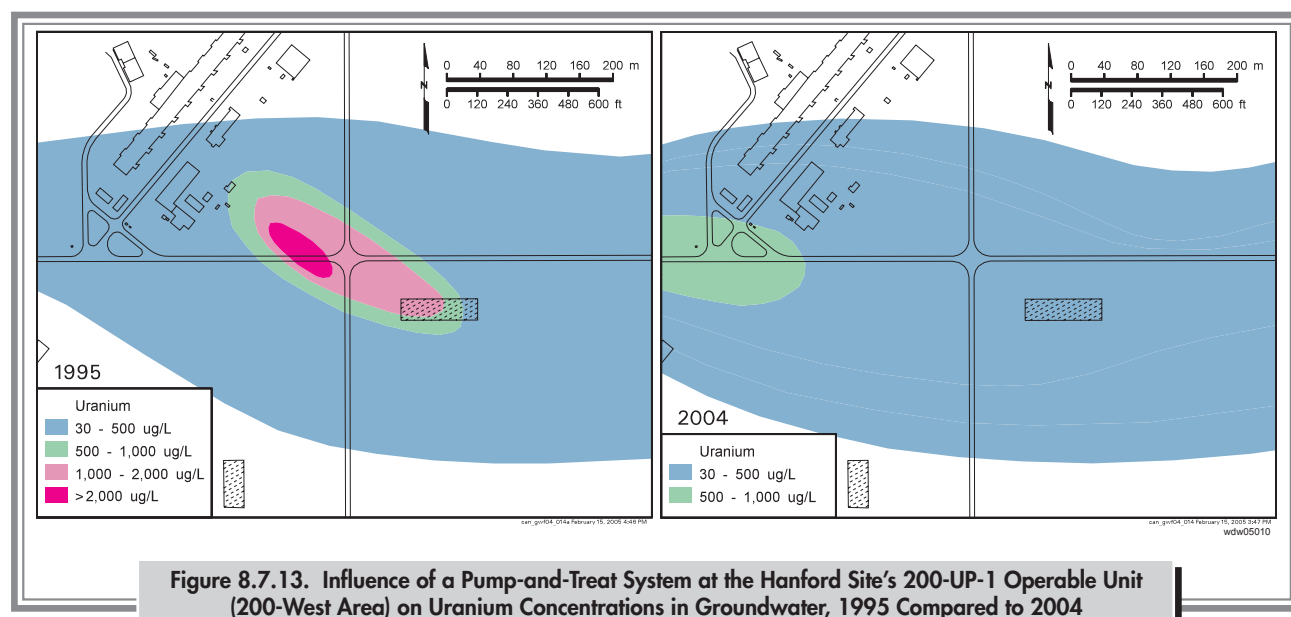 0 40 80 120 160 200 m
N
0 120 240 360 480 600 ft
1995
Uranium
30 - 500 ug/L
500 - 1,000 ug/L
1,000 - 2,000 ug/L
>2,000 ug/L
can_gwf04_014a February 15, 2005 4:46 PM
0 40 80 120 160 200 m
N
0 120 240 360 480 600 ft
2004
Uranium
30 - 500 ug/L
500 - 1,000 ug/L
can_gwf04_014 February 15, 2005 3:47 PM
wdw05010
Figure 8.7.13. Influence of a Pump-and-Treat System at the Hanford Site's 200-UP-1 Operable Unit
(200-West Area) on Uranium Concentrations in Groundwater, 1995 Compared to 2004